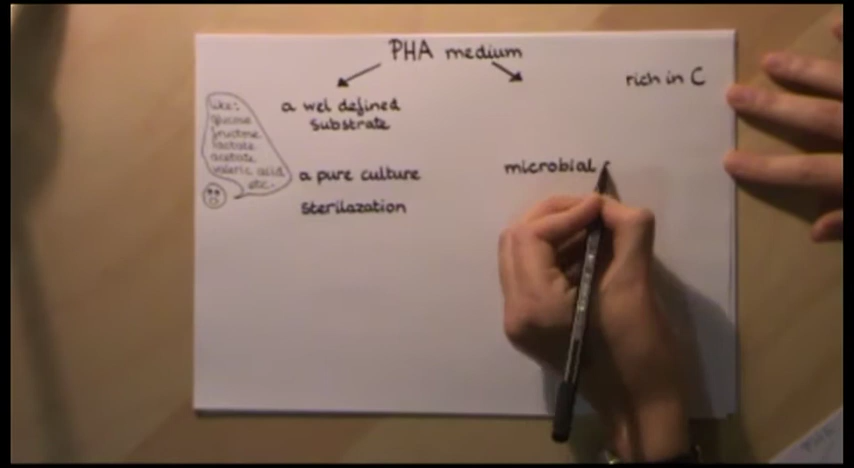 PHA medium
rich in C
a wel defined
substrate
like:
glucose
fructose
lactate
acetate
valeric acid
etc.
a pure culture
sterilazation
microbial